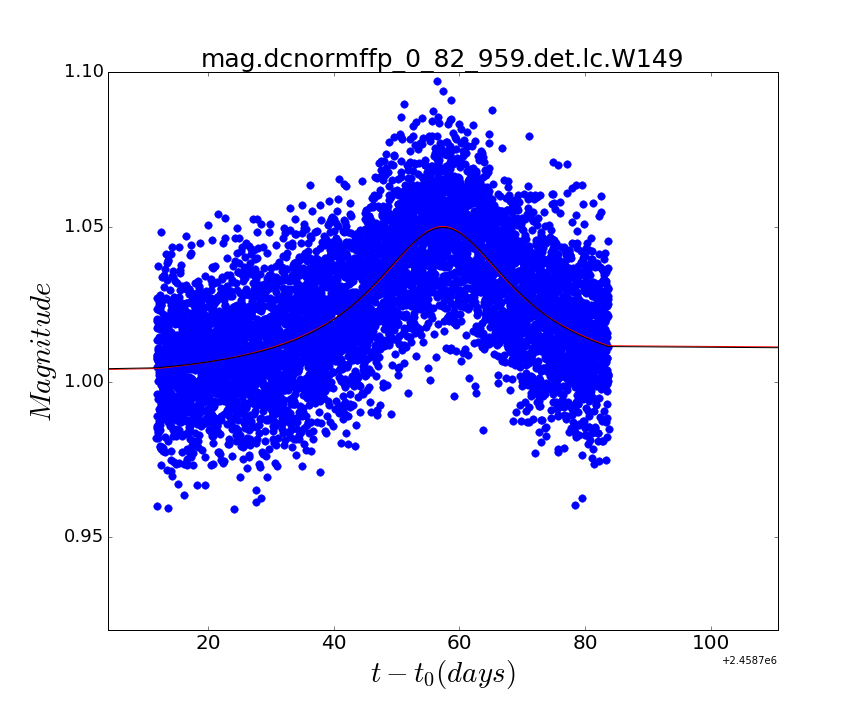 mag.dcnormffp_0_82_959.det.lc.W149
1.10
1.05
1.00
0.95
Magnitude
20 40 60 80 100
+2.4587e6
t − t₀(days)